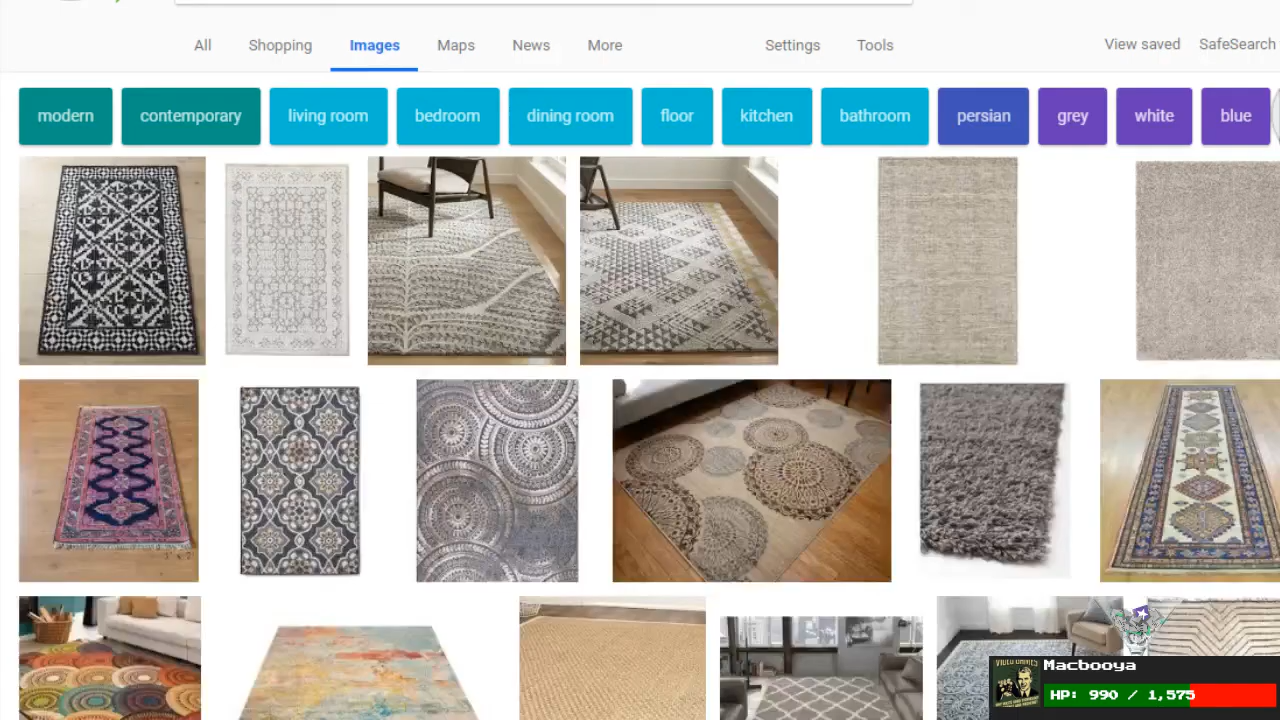 All Shopping Images Maps News More Settings Tools View saved SafeSearch
modern contemporary living room bedroom dining room floor kitchen bathroom persian grey white blue
Macbooya
HP: 990 / 1,575